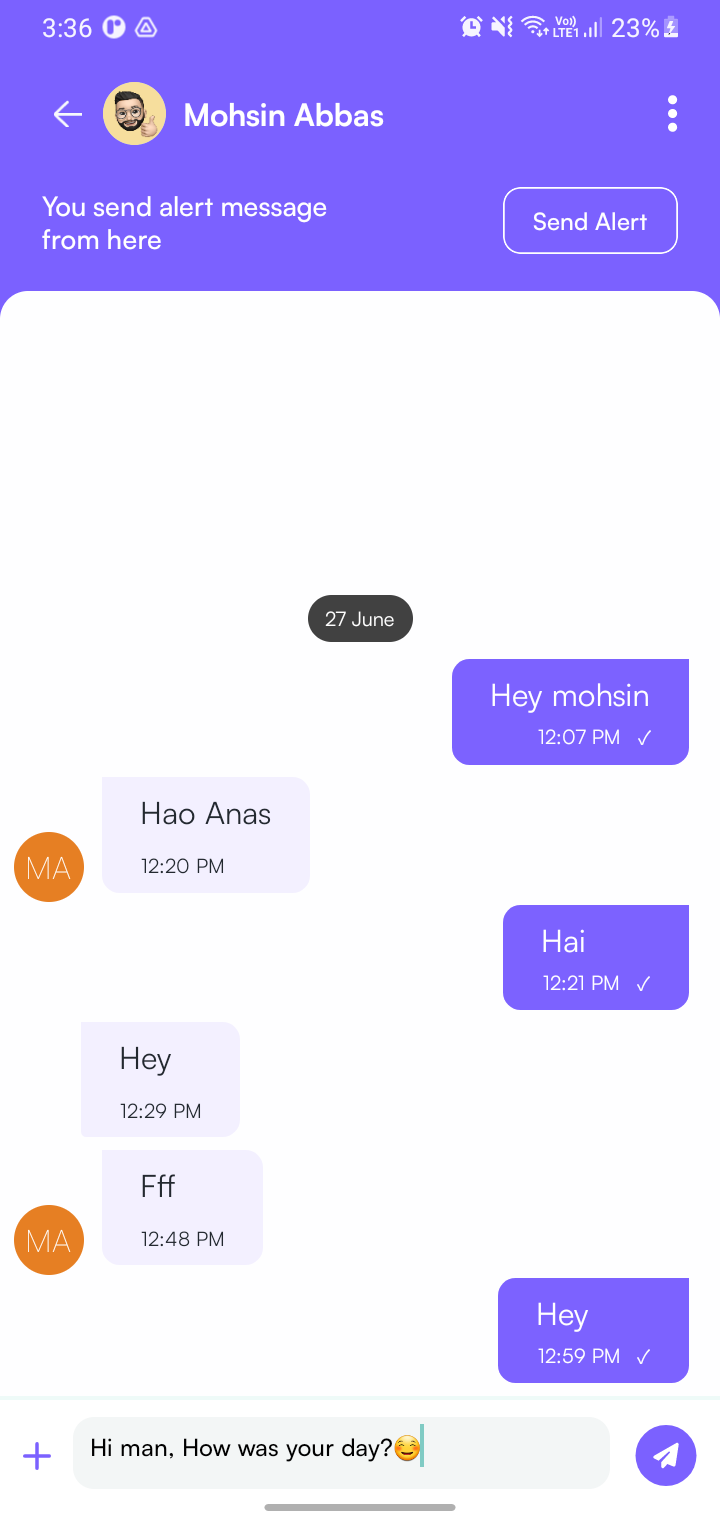 3:36 Vo)) LTE1 23%
Mohsin Abbas
You send alert message
from here
Send Alert
27 June
Hey mohsin
12:07 PM ✓
Hao Anas
12:20 PM
MA
Hai
12:21 PM ✓
Hey
12:29 PM
Fff
12:48 PM
MA
Hey
12:59 PM ✓
Hi man, How was your day?😊